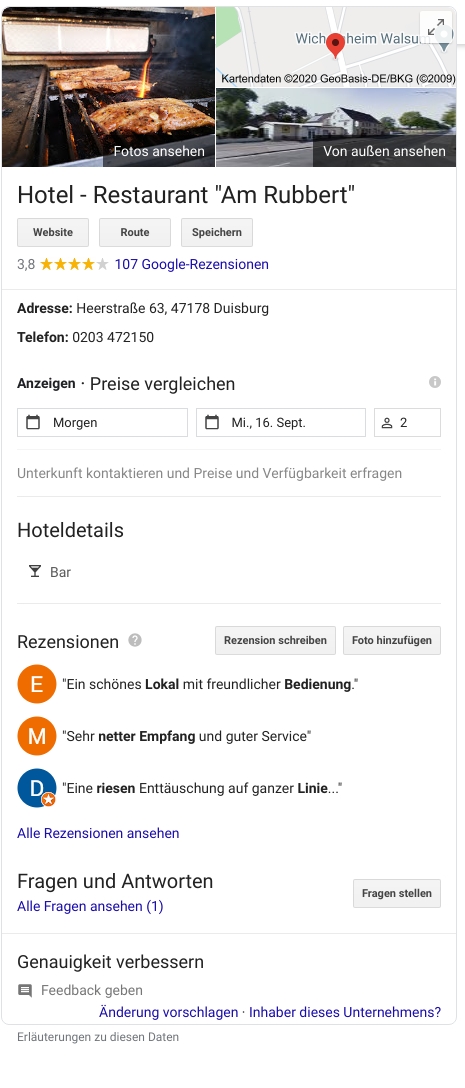 Wich
heim Walsu
Kartendaten ©2020 GeoBasis-DE/BKG (©2009)
Fotos ansehen
Von außen ansehen
Hotel - Restaurant "Am Rubbert"
Website Route Speichern
3,8 107 Google-Rezensionen
Adresse: Heerstraße 63, 47178 Duisburg
Telefon: 0203 472150
Anzeigen · Preise vergleichen
Morgen Mi., 16. Sept. 2
Unterkunft kontaktieren und Preise und Verfügbarkeit erfragen
Hoteldetails
Bar
Rezensionen ? Rezension schreiben Foto hinzufügen
E "Ein schönes Lokal mit freundlicher Bedienung."
M "Sehr netter Empfang und guter Service"
D "Eine riesen Enttäuschung auf ganzer Linie..."
Alle Rezensionen ansehen
Fragen und Antworten
Fragen stellen
Alle Fragen ansehen (1)
Genauigkeit verbessern
Feedback geben
Änderung vorschlagen · Inhaber dieses Unternehmens?
Erläuterungen zu diesen Daten